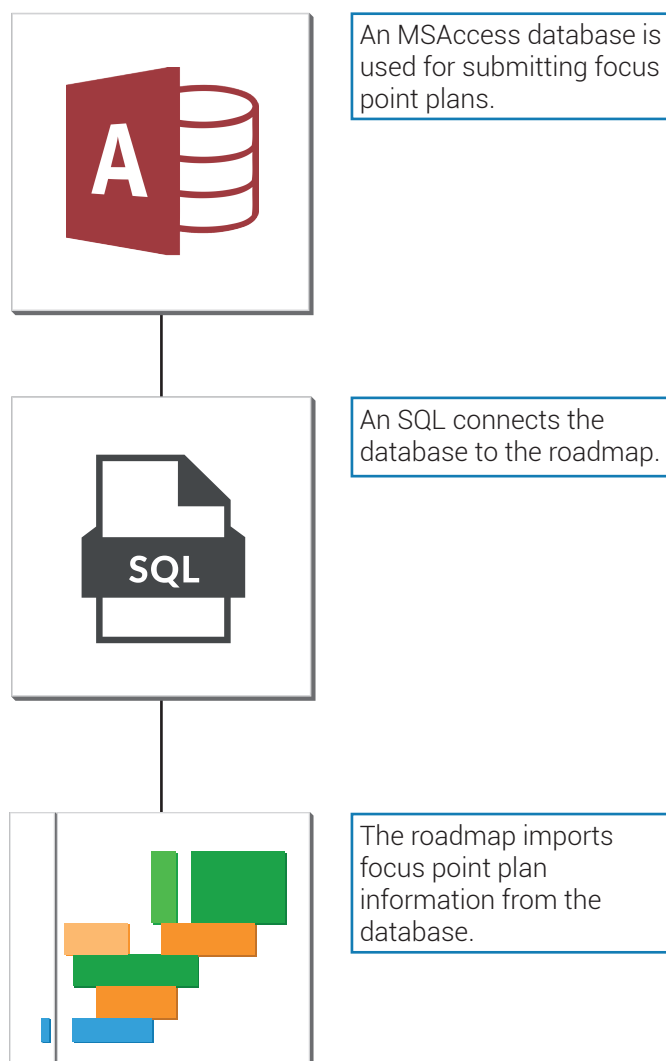 A
An MSAccess database is
used for submitting focus
point plans.
SQL
An SQL connects the
database to the roadmap.
The roadmap imports
focus point plan
information from the
database.